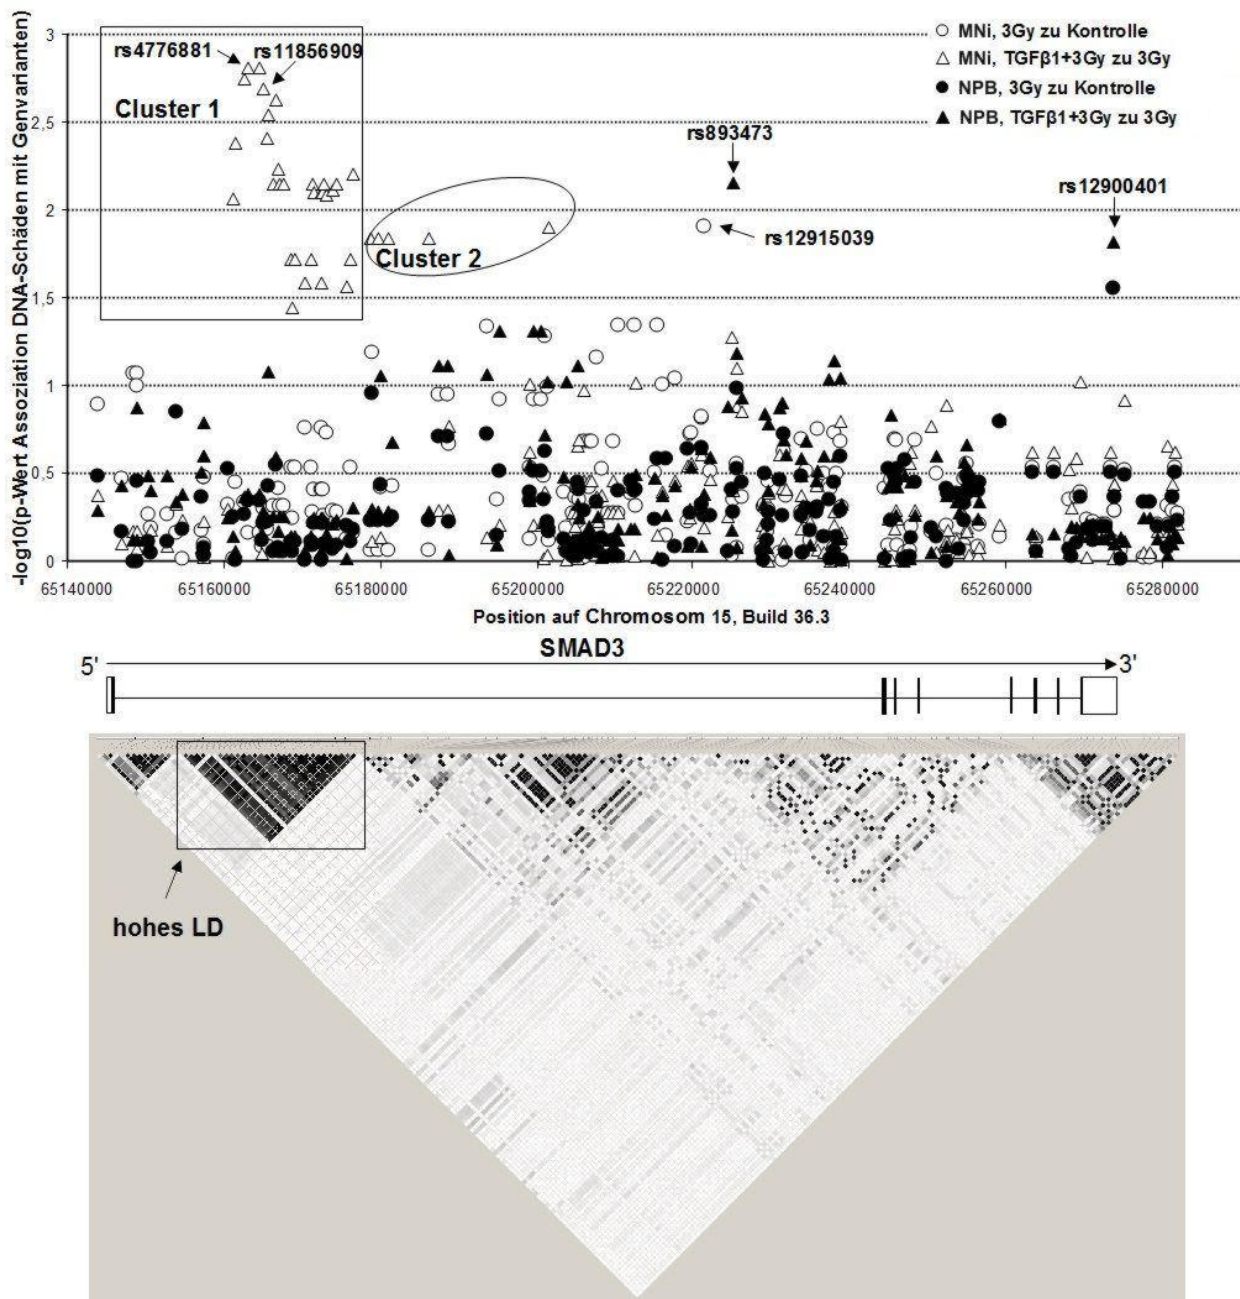 -log10(p-Wert Assoziation DNA-Schäden mit Genvarianten)
3
2,5
2
1,5
1
0,5
0
rs4776881
rs11856909
Cluster 1
Cluster 2
rs893473
rs12915039
rs12900401
MNi, 3Gy zu Kontrolle
MNi, TGFβ1+3Gy zu 3Gy
NPB, 3Gy zu Kontrolle
NPB, TGFβ1+3Gy zu 3Gy
65140000 65160000 65180000 65200000 65220000 65240000 65260000 65280000
Position auf Chromosom 15, Build 36.3
SMAD3
5' 3'
hohes LD